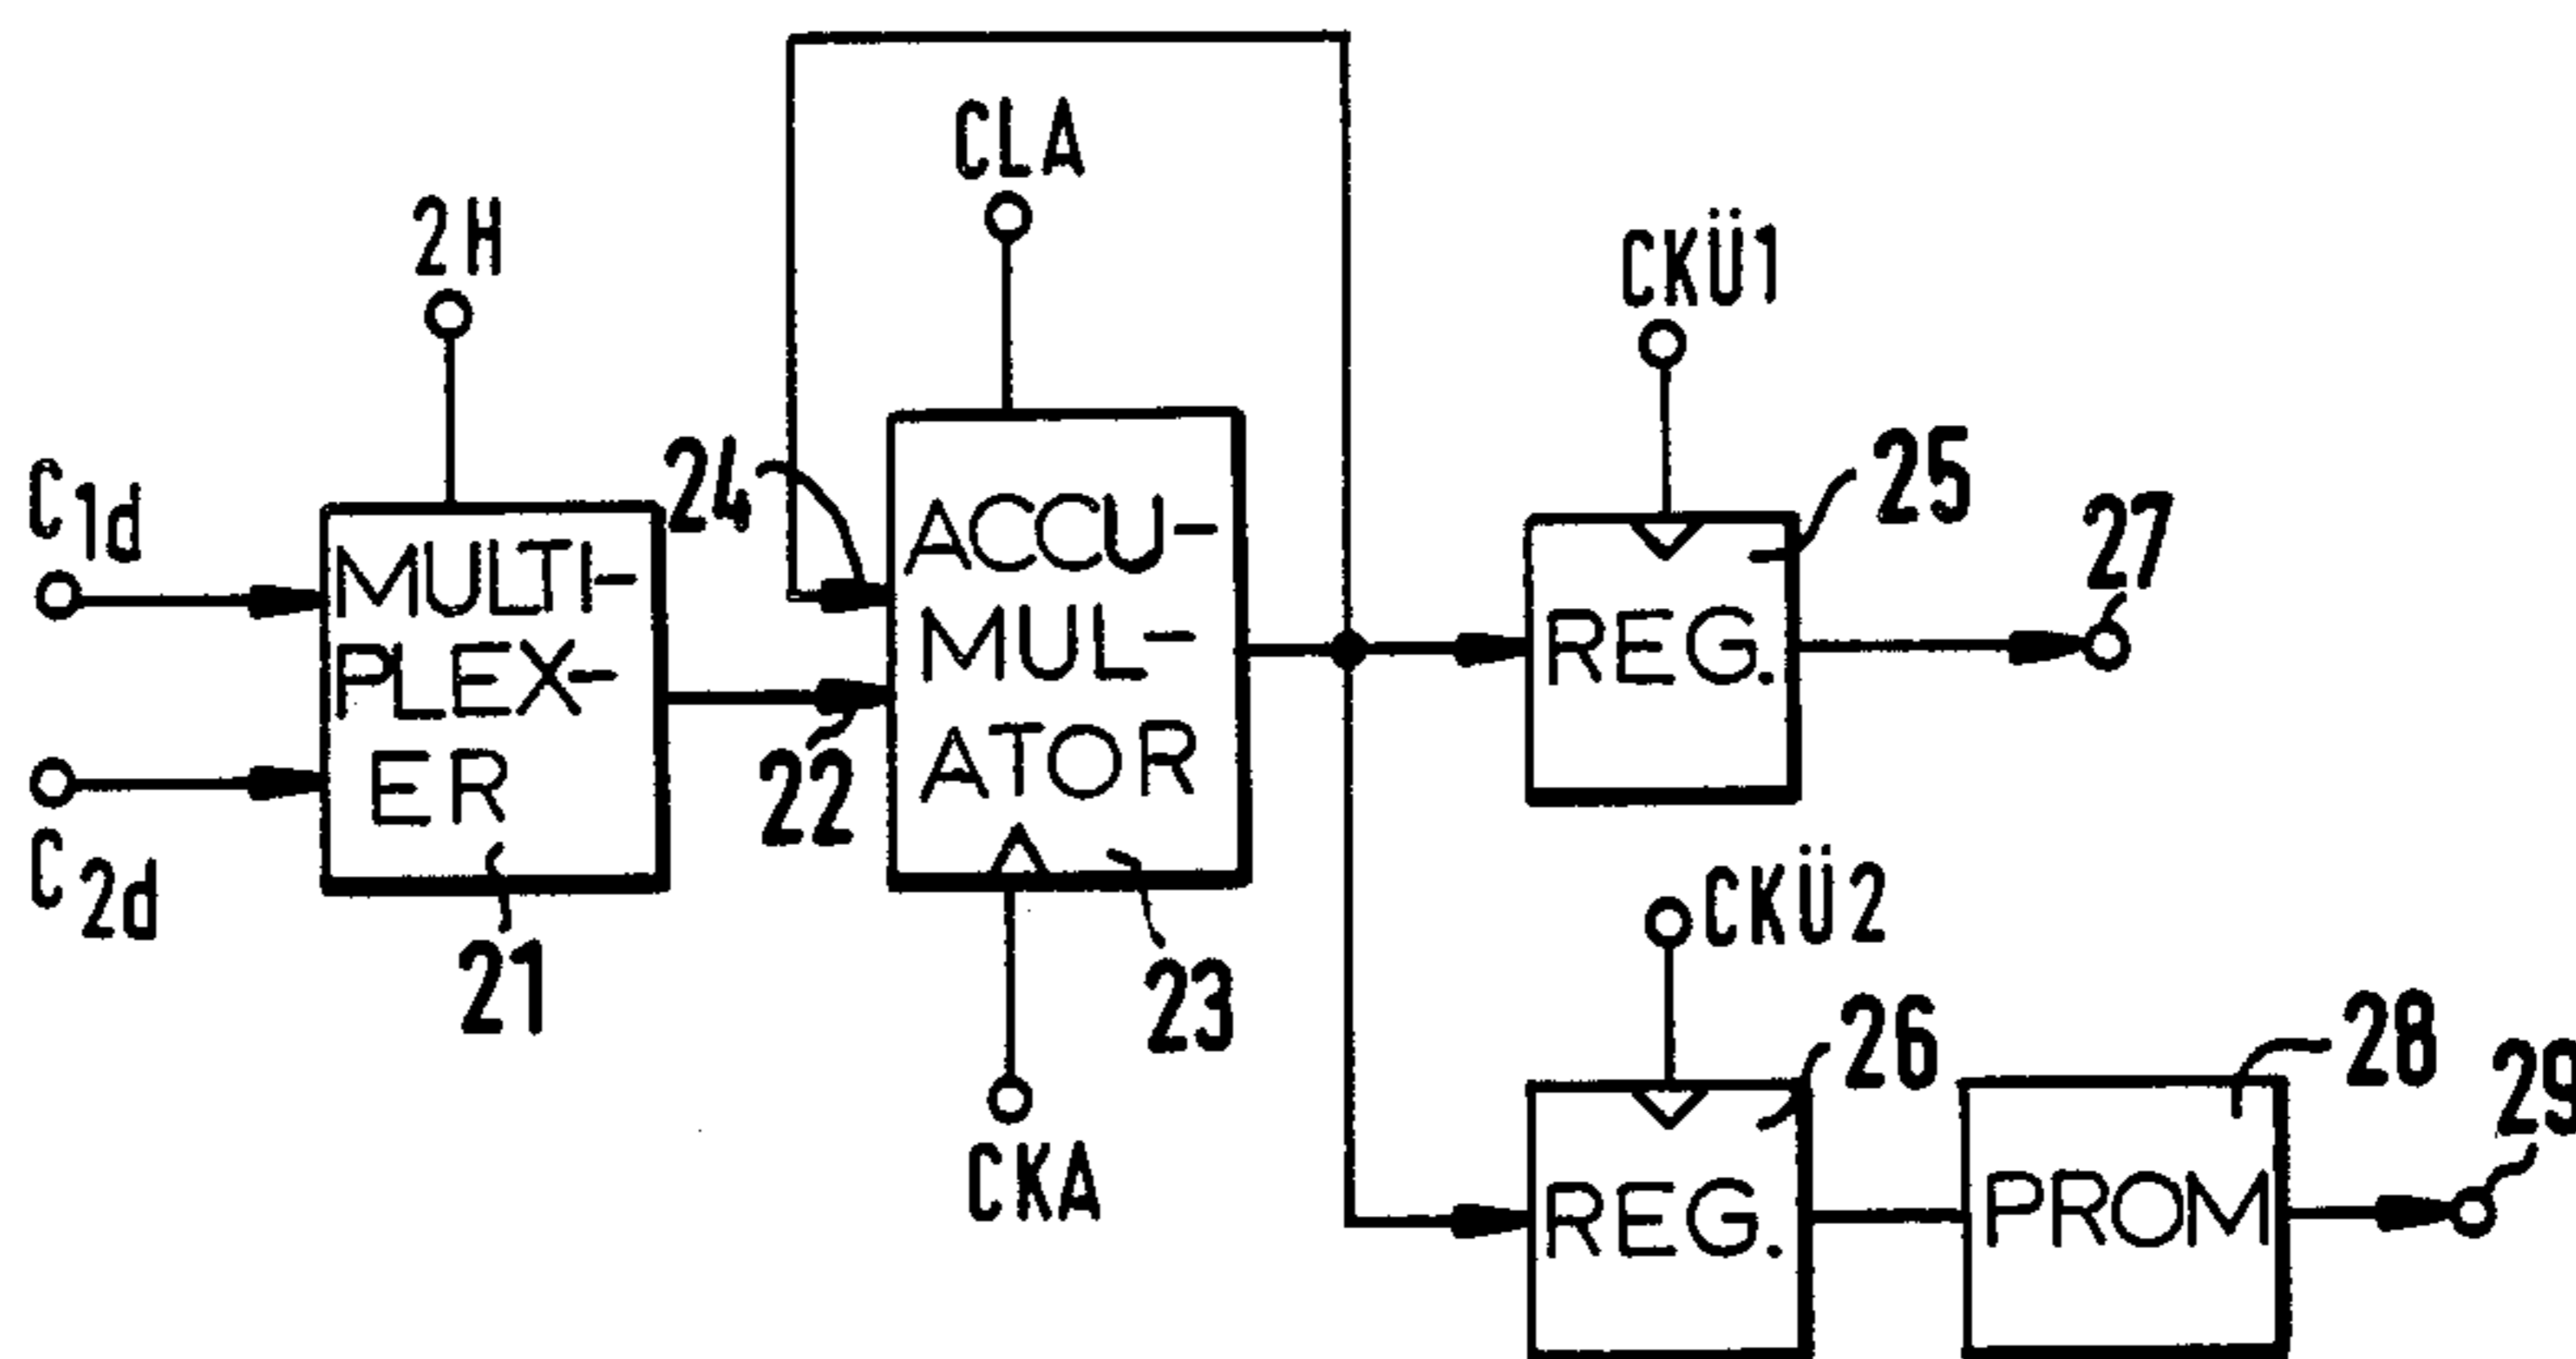 CLA
2H
CKÜ1
C1d
24
25
27
MULTI-
PLEX-
ER
ACCU-
MUL-
ATOR
REG.
22
C2d
21
23
CKÜ2
CKA
26
28
29
REG.
PROM